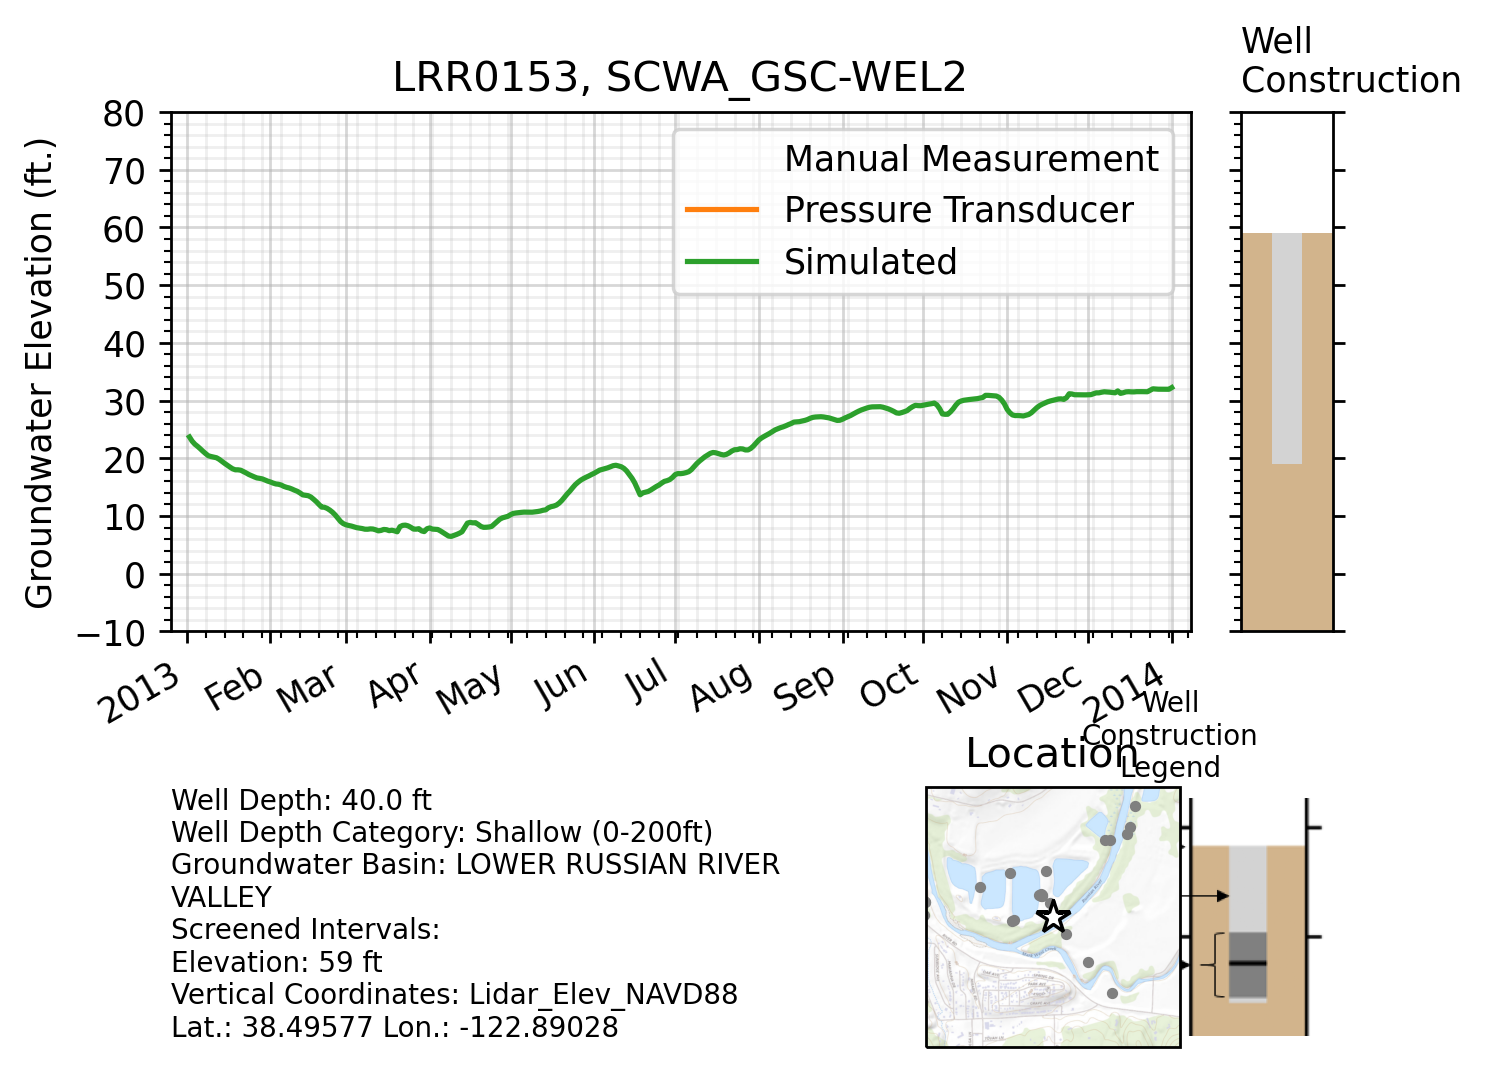 Well
Construction
LRR0153, SCWA_GSC-WEL2
80
70
60
50
40
30
20
10
0
−10
Groundwater Elevation (ft.)
Manual Measurement
Pressure Transducer
Simulated
2013
Feb
Mar
Apr
May
Jun
Jul
Aug
Sep
Oct
Nov
Dec
2014
Well
Construction
Legend
Location
Well Depth: 40.0 ft
Well Depth Category: Shallow (0-200ft)
Groundwater Basin: LOWER RUSSIAN RIVER
VALLEY
Screened Intervals:
Elevation: 59 ft
Vertical Coordinates: Lidar_Elev_NAVD88
Lat.: 38.49577 Lon.: -122.89028